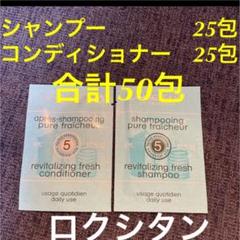 シャンプー 25包
コンディショナー 25包
合計50包
après-shampooing
pure fraîcheur
5
revitalizing fresh
conditioner
usage quotidien
daily use
shampooing
pure fraîcheur
5
revitalizing fresh
shampoo
usage quotidien
daily use
ロクシタン